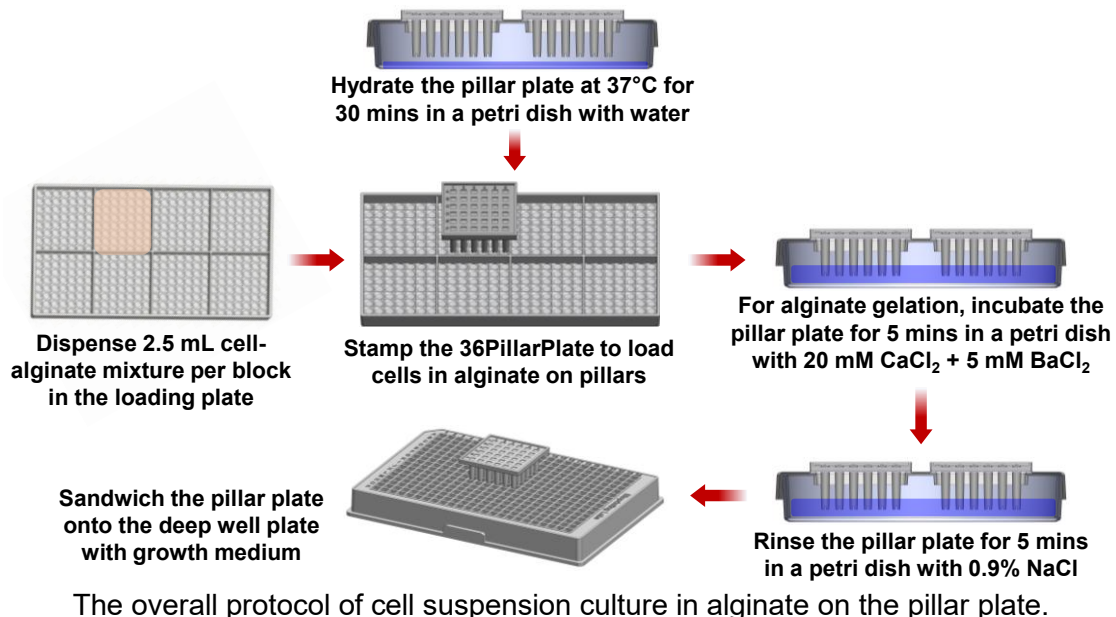 Hydrate the pillar plate at 37°C for
30 mins in a petri dish with water
Dispense 2.5 mL cell-
alginate mixture per block
in the loading plate
Stamp the 36PillarPlate to load
cells in alginate on pillars
For alginate gelation, incubate the
pillar plate for 5 mins in a petri dish
with 20 mM CaCl₂ + 5 mM BaCl₂
Rinse the pillar plate for 5 mins
in a petri dish with 0.9% NaCl
Sandwich the pillar plate
onto the deep well plate
with growth medium
The overall protocol of cell suspension culture in alginate on the pillar plate.